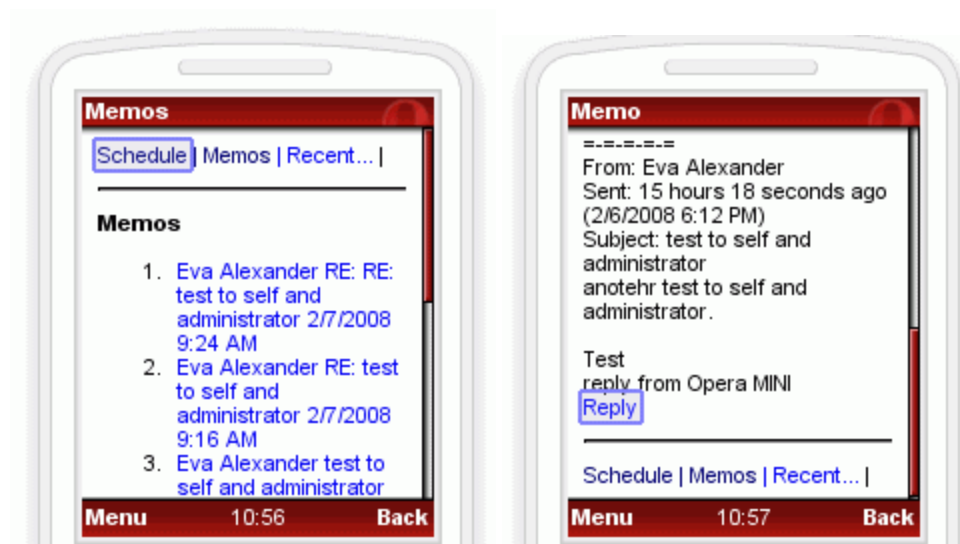 Memos
Schedule | Memos | Recent... |
Memos
1. Eva Alexander RE: RE:
test to self and
administrator 2/7/2008
9:24 AM
2. Eva Alexander RE: test
to self and
administrator 2/7/2008
9:16 AM
3. Eva Alexander test to
self and administrator
Menu 10:56 Back
Memo
=-=-=-=-=
From: Eva Alexander
Sent: 15 hours 18 seconds ago
(2/6/2008 6:12 PM)
Subject: test to self and
administrator
anotehr test to self and
administrator.
Test
reply from Opera MINI
Reply
Schedule | Memos | Recent... |
Menu 10:57 Back